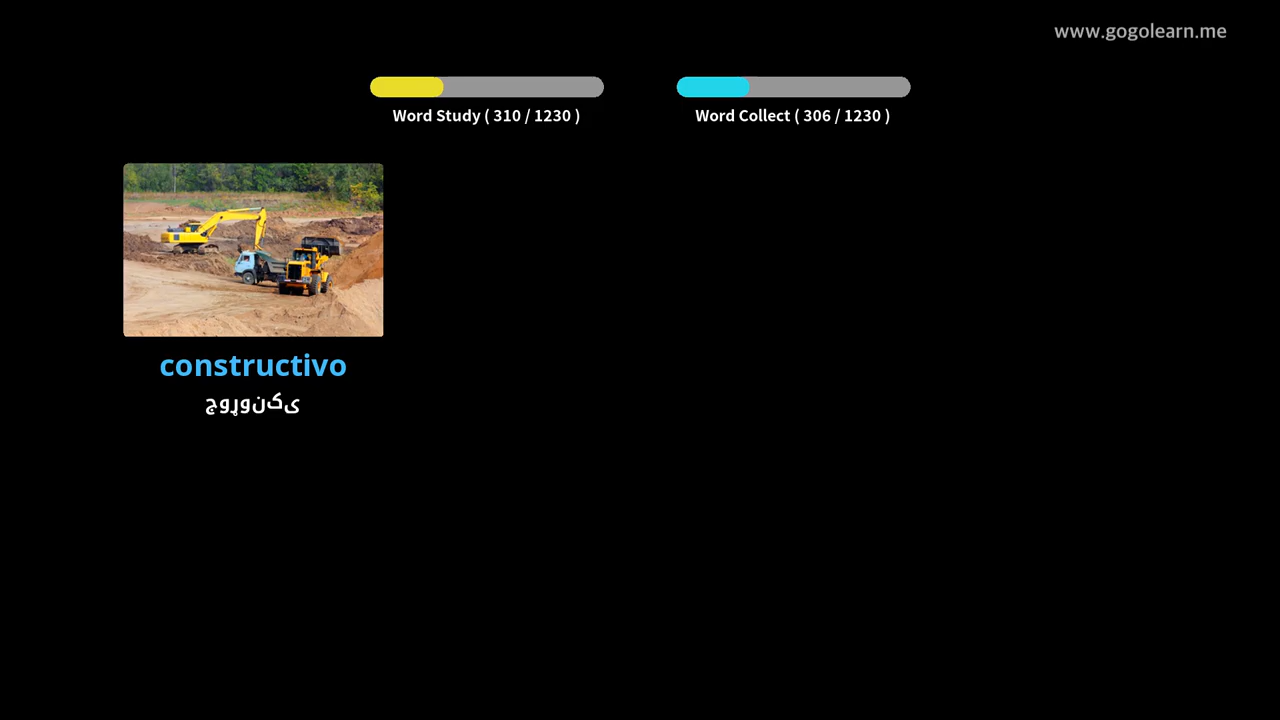 www.gogolearn.me
Word Study ( 310 / 1230 )
Word Collect ( 306 / 1230 )
constructivo
جوړونکی